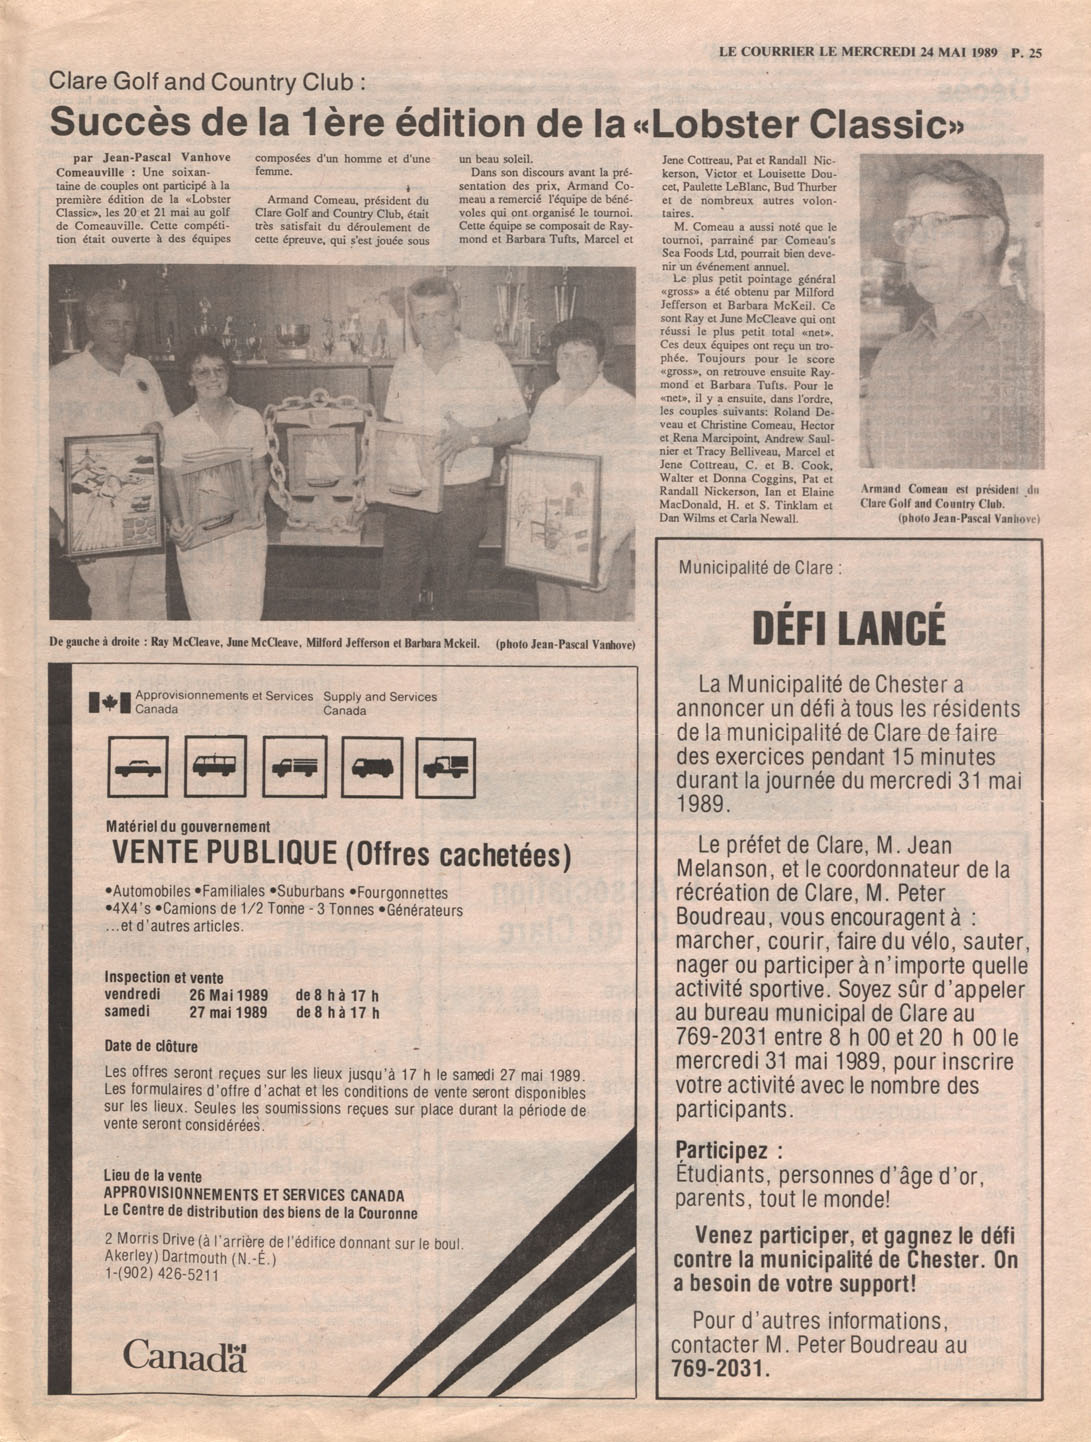 LE COURRIER LE MERCREDI 24 MAI 1989 P. 25
Clare Golf and Country Club :
Succès de la 1ère édition de la «Lobster Classic»
par Jean-Pascal Vanhove
Comeauville : Une soixan-
taine de couples ont participé à la
première édition de la «Lobster
Classic», les 20 et 21 mai au golf
de Comeauville. Cette compéti-
tion était ouverte à des équipes
composées d'un homme et d'une
femme.
Armand Comeau, président du
Clare Golf and Country Club, était
très satisfait du déroulement de
cette épreuve, qui s'est jouée sous
un beau soleil.
Dans son discours avant la pré-
sentation des prix, Armand Co-
meau a remercié l'équipe de béné-
voles qui ont organisé le tournoi.
Cette équipe se composait de Ray-
mond et Barbara Tufts, Marcel et
Jene Cottreau, Pat et Randall Nic-
kerson, Victor et Louisette Dou-
cet, Paulette LeBlanc, Bud Thurber
et de nombreux autres volon-
taires.
M. Comeau a aussi noté que le
tournoi, parrainé par Comeau's
Sea Foods Ltd, pourrait bien deve-
nir un événement annuel.
Le plus petit pointage général
«gross» a été obtenu par Milford
Jefferson et Barbara McKeil. Ce
sont Ray et June McCleave qui ont
réussi le plus petit total «net».
Ces deux équipes ont reçu un tro-
phée. Toujours pour le score
«gross», on retrouve ensuite Ray-
mond et Barbara Tufts. Pour le
«net», il y a ensuite, dans l'ordre,
les couples suivants: Roland De-
veau et Christine Comeau, Hector
et Rena Marcipoint, Andrew Saul-
nier et Tracy Belliveau, Marcel et
Jene Cottreau, C. et B. Cook,
Walter et Donna Coggins, Pat et
Randall Nickerson, Ian et Elaine
MacDonald, H. et S. Tinklam et
Dan Wilms et Carla Newall.
Armand Comeau est président du
Clare Golf and Country Club.
(photo Jean-Pascal Vanhove)
De gauche à droite : Ray McCleave, June McCleave, Milford Jefferson et Barbara Mckeil. (photo Jean-Pascal Vanhove)
Approvisionnements et Services Supply and Services
Canada Canada
Matériel du gouvernement
VENTE PUBLIQUE (Offres cachetées)
•Automobiles •Familiales •Suburbans •Fourgonnettes
•4X4's •Camions de 1/2 Tonne - 3 Tonnes •Générateurs
...et d'autres articles.
Inspection et vente
vendredi 26 Mai 1989 de 8 h à 17 h
samedi 27 mai 1989 de 8 h à 17 h
Date de clôture
Les offres seront reçues sur les lieux jusqu'à 17 h le samedi 27 mai 1989.
Les formulaires d'offre d'achat et les conditions de vente seront disponibles
sur les lieux. Seules les soumissions reçues sur place durant la période de
vente seront considérées.
Lieu de la vente
APPROVISIONNEMENTS ET SERVICES CANADA
Le Centre de distribution des biens de la Couronne
2 Morris Drive (à l'arrière de l'édifice donnant sur le boul.
Akerley) Dartmouth (N.-É.)
1-(902) 426-5211
Canada
Municipalité de Clare :
DÉFI LANCÉ
La Municipalité de Chester a
annoncer un défi à tous les résidents
de la municipalité de Clare de faire
des exercices pendant 15 minutes
durant la journée du mercredi 31 mai
1989.
Le préfet de Clare, M. Jean
Melanson, et le coordonnateur de la
récréation de Clare, M. Peter
Boudreau, vous encouragent à :
marcher, courir, faire du vélo, sauter,
nager ou participer à n'importe quelle
activité sportive. Soyez sûr d'appeler
au bureau municipal de Clare au
769-2031 entre 8 h 00 et 20 h 00 le
mercredi 31 mai 1989, pour inscrire
votre activité avec le nombre des
participants.
Participez :
Étudiants, personnes d'âge d'or,
parents, tout le monde!
Venez participer, et gagnez le défi
contre la municipalité de Chester. On
a besoin de votre support!
Pour d'autres informations,
contacter M. Peter Boudreau au
769-2031.